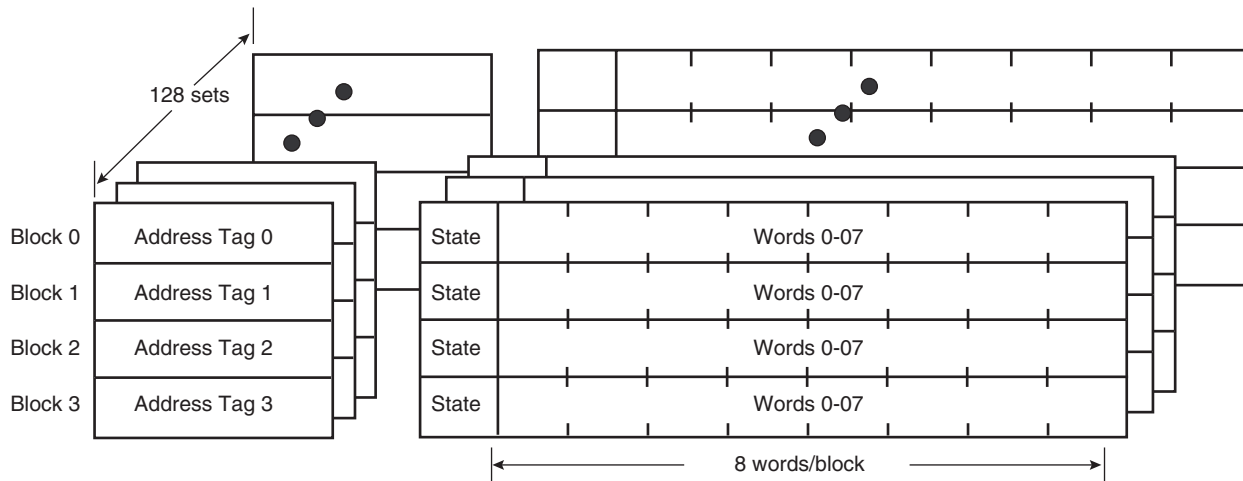 128 sets
Block 0 Address Tag 0 State Words 0-07
Block 1 Address Tag 1 State Words 0-07
Block 2 Address Tag 2 State Words 0-07
Block 3 Address Tag 3 State Words 0-07
8 words/block